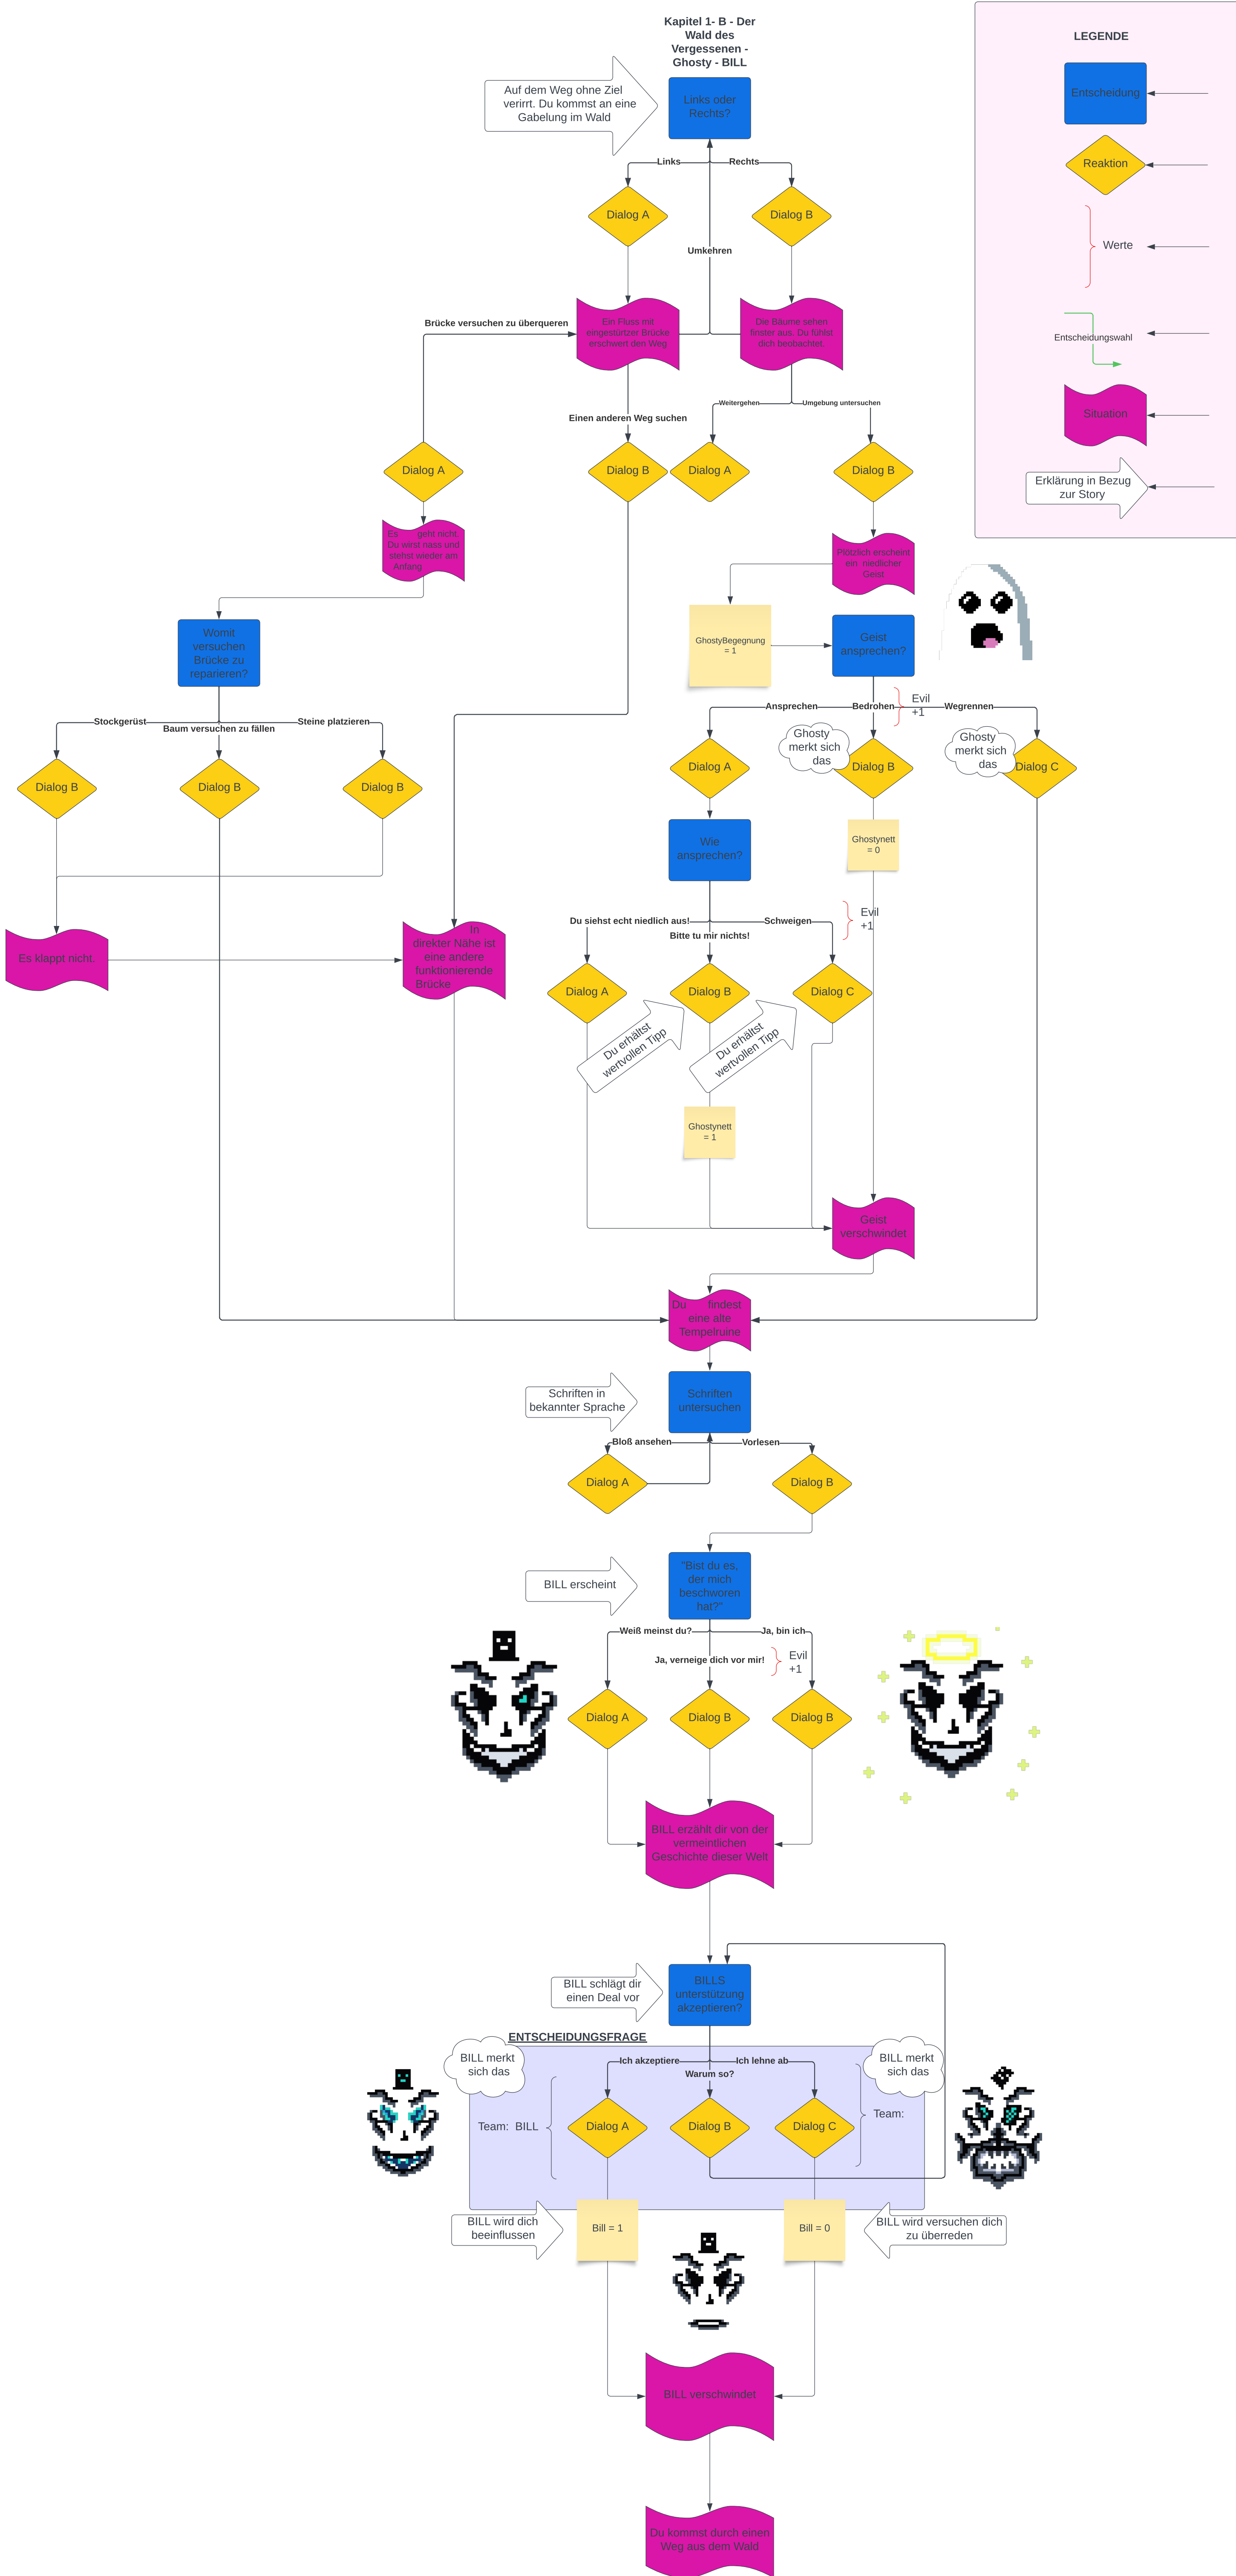 Kapitel 1- B - Der
Wald des
Vergessenen -
Ghosty - BILL
LEGENDE
Auf dem Weg ohne Ziel
verirrt. Du kommst an eine
Gabelung im Wald
Links oder
Rechts?
Entscheidung
Links
Rechts
Reaktion
Dialog A
Dialog B
Umkehren
Werte
Brücke versuchen zu überqueren
Ein Fluss mit
eingestürtzer Brücke
erschwert den Weg
Die Bäume sehen
finster aus. Du fühlst
dich beobachtet.
Entscheidungswahl
Situation
Weitergehen
Umgebung untersuchen
Einen anderen Weg suchen
Dialog A
Dialog B
Dialog A
Dialog B
Erklärung in Bezug
zur Story
Es geht nicht.
Du wirst nass und
stehst wieder am
Anfang
Plötzlich erscheint
ein niedlicher
Geist
Womit
versuchen
Brücke zu
reparieren?
GhostyBegegnung
= 1
Geist
ansprechen?
Ansprechen
Bedrohen
Evil
+1
Wegrennen
Stockgerüst
Baum versuchen zu fällen
Steine platzieren
Ghosty
merkt sich
das
Ghosty
merkt sich
das
Dialog B
Dialog B
Dialog B
Dialog A
Dialog B
Dialog C
Wie
ansprechen?
Ghostynett
= 0
Du siehst echt niedlich aus!
Bitte tu mir nichts!
Schweigen
Evil
+1
Es klappt nicht.
In
direkter Nähe ist
eine andere
funktionierende
Brücke
Dialog A
Dialog B
Dialog C
Du erhältst
wertvollen Tipp
Du erhältst
wertvollen Tipp
Ghostynett
= 1
Geist
verschwindet
Du findest
eine alte
Tempelruine
Schriften in
bekannter Sprache
Schriften
untersuchen
Bloß ansehen
Vorlesen
Dialog A
Dialog B
BILL erscheint
"Bist du es,
der mich
beschworen
hat?"
Weiß meinst du?
Ja, verneige dich vor mir!
Ja, bin ich
Evil
+1
Dialog A
Dialog B
Dialog B
BILL erzählt dir von der
vermeintlichen
Geschichte dieser Welt
BILL schlägt dir
einen Deal vor
BILLS
unterstützung
akzeptieren?
ENTSCHEIDUNGSFRAGE
BILL merkt
sich das
Ich akzeptiere
Warum so?
Ich lehne ab
BILL merkt
sich das
Team: BILL
Dialog A
Dialog B
Dialog C
Team:
BILL wird dich
beeinflussen
Bill = 1
Bill = 0
BILL wird versuchen dich
zu überreden
BILL verschwindet
Du kommst durch einen
Weg aus dem Wald